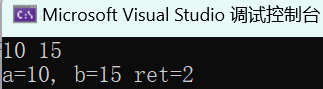 Microsoft Visual Studio 调试控制台
10 15
a=10, b=15 ret=2